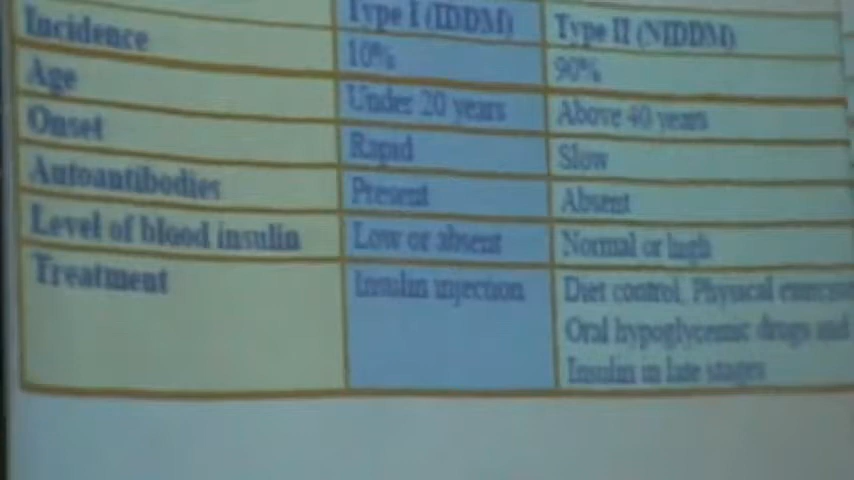 Type I (IDDM) Type II (NIDDM)
Incidence 10% 90%
Age Under 20 years Above 40 years
Onset Rapid Slow
Autoantibodies Present Absent
Level of blood insulin Low or absent Normal or high
Treatment Insulin injection Diet control, Physical
Oral hypoglycemic drugs and
Insulin in late stages